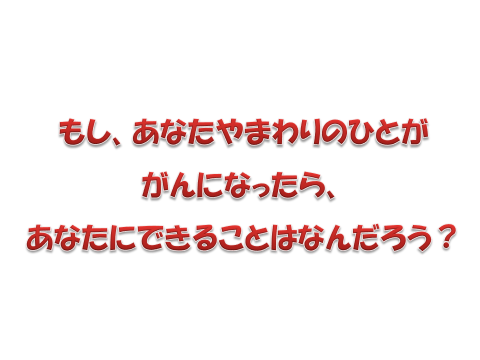 もし、あなたやまわりのひとが
がんになったら、
あなたにできることはなんだろう？